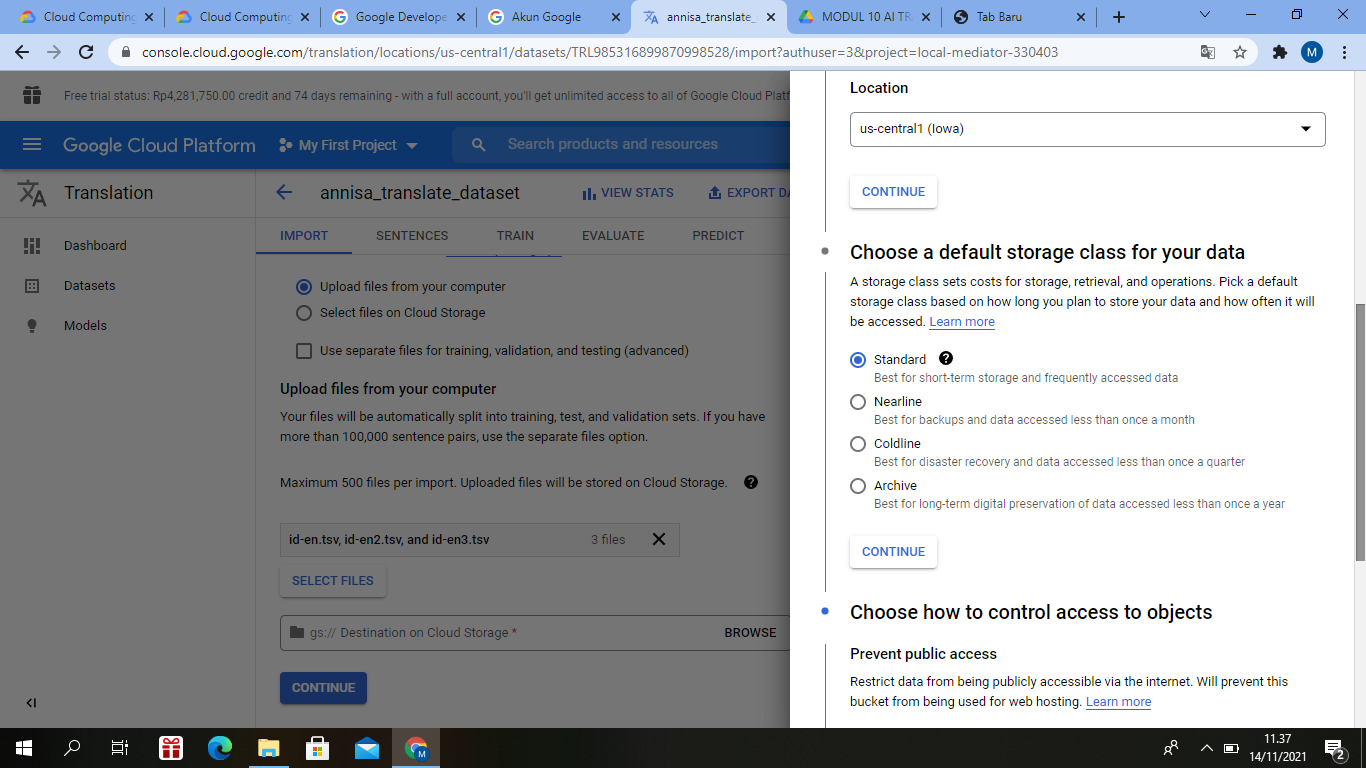 Cloud Computing
Cloud Computing
Google Develope
Akun Google
annisa_translate_
MODUL 10 AI TR
Tab Baru
console.cloud.google.com/translation/locations/us-central1/datasets/TRL985316899870998528/import?authuser=3&project=local-mediator-330403
M
Free trial status: Rp4,281,750.00 credit and 74 days remaining - with a full account, you'll get unlimited access to all of Google Cloud Platf
Google Cloud Platform
My First Project
Search products and resources
Translation
annisa_translate_dataset
VIEW STATS
EXPORT DA
Dashboard
Datasets
Models
IMPORT
SENTENCES
TRAIN
EVALUATE
PREDICT
Upload files from your computer
Select files on Cloud Storage
Use separate files for training, validation, and testing (advanced)
Upload files from your computer
Your files will be automatically split into training, test, and validation sets. If you have
more than 100,000 sentence pairs, use the separate files option.
Maximum 500 files per import. Uploaded files will be stored on Cloud Storage.
id-en.tsv, id-en2.tsv, and id-en3.tsv
3 files
SELECT FILES
gs:// Destination on Cloud Storage *
BROWSE
CONTINUE
Location
us-central1 (Iowa)
CONTINUE
Choose a default storage class for your data
A storage class sets costs for storage, retrieval, and operations. Pick a default
storage class based on how long you plan to store your data and how often it will
be accessed. Learn more
Standard
Best for short-term storage and frequently accessed data
Nearline
Best for backups and data accessed less than once a month
Coldline
Best for disaster recovery and data accessed less than once a quarter
Archive
Best for long-term digital preservation of data accessed less than once a year
CONTINUE
Choose how to control access to objects
Prevent public access
Restrict data from being publicly accessible via the internet. Will prevent this
bucket from being used for web hosting. Learn more
M
11.37
14/11/2021
2